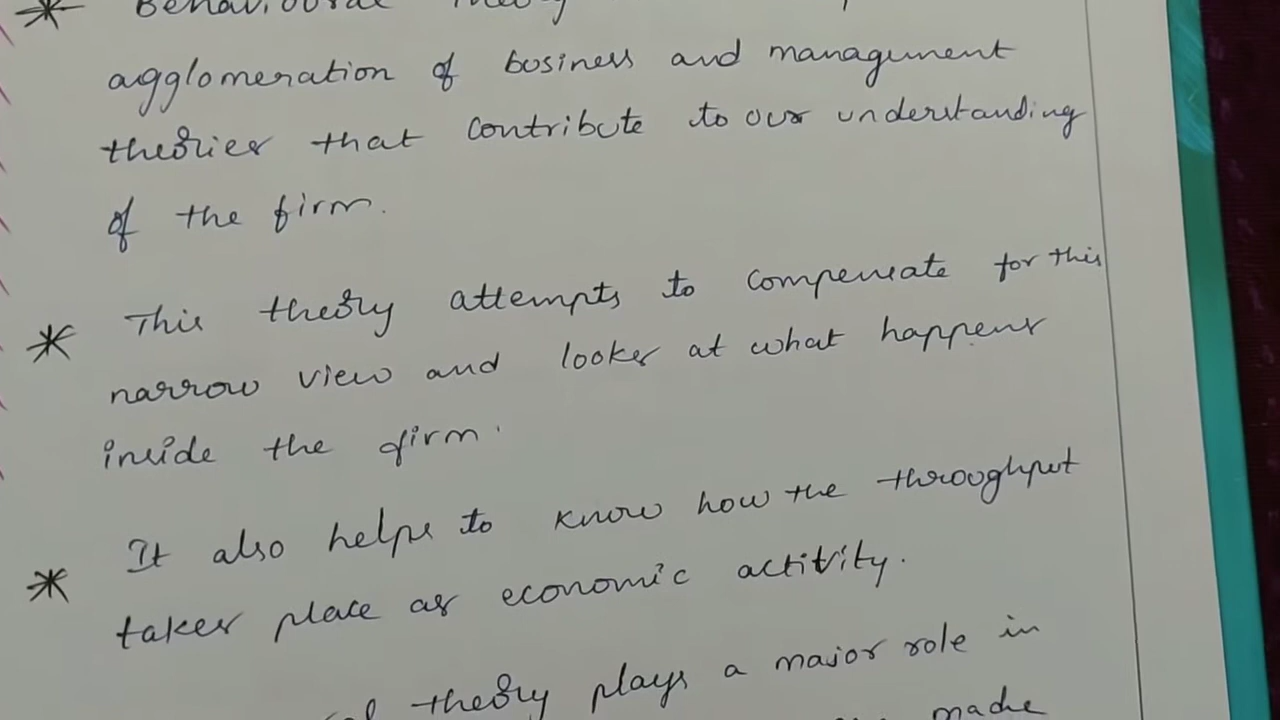 * Behavioural Theory
agglomeration of business and management
theories that contribute to our understanding
of the firm.
* This theory attempts to compensate for this
narrow view and looks at what happens
inside the firm.
* It also helps to know how the throughput
takes place as economic activity.
theory plays a major role in
made